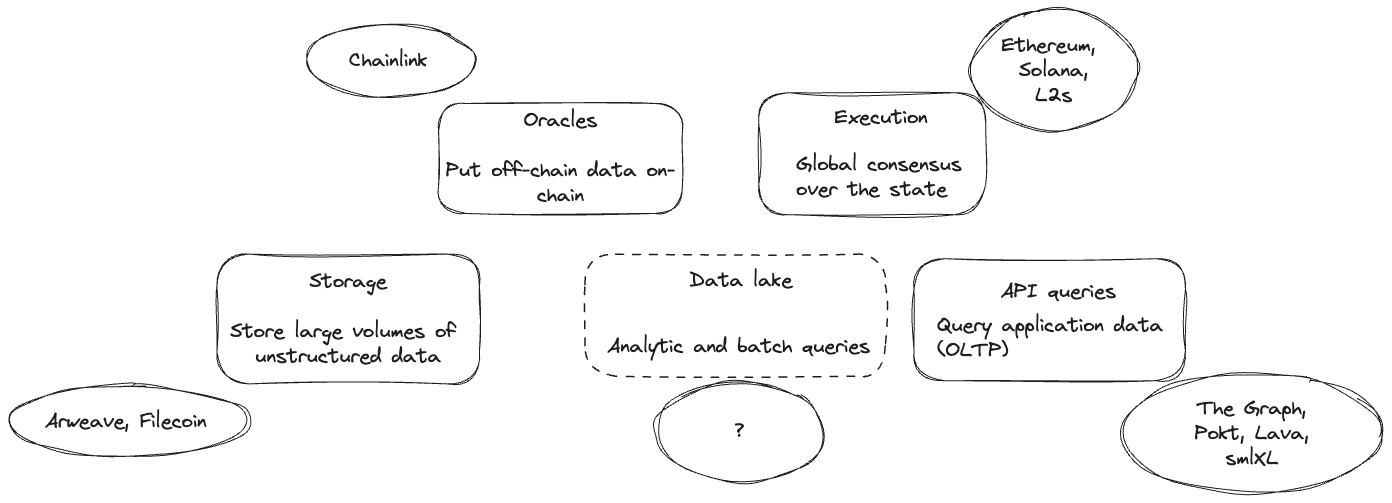 Chainlink
Ethereum,
Solana,
L2s
Oracles
Put off-chain data on-
chain
Execution
Global consensus
over the state
Storage
Store large volumes of
unstructured data
Data lake
Analytic and batch queries
API queries
Query application data
(OLTP)
Arweave, Filecoin
?
The Graph,
Pokt, Lava,
smlXL